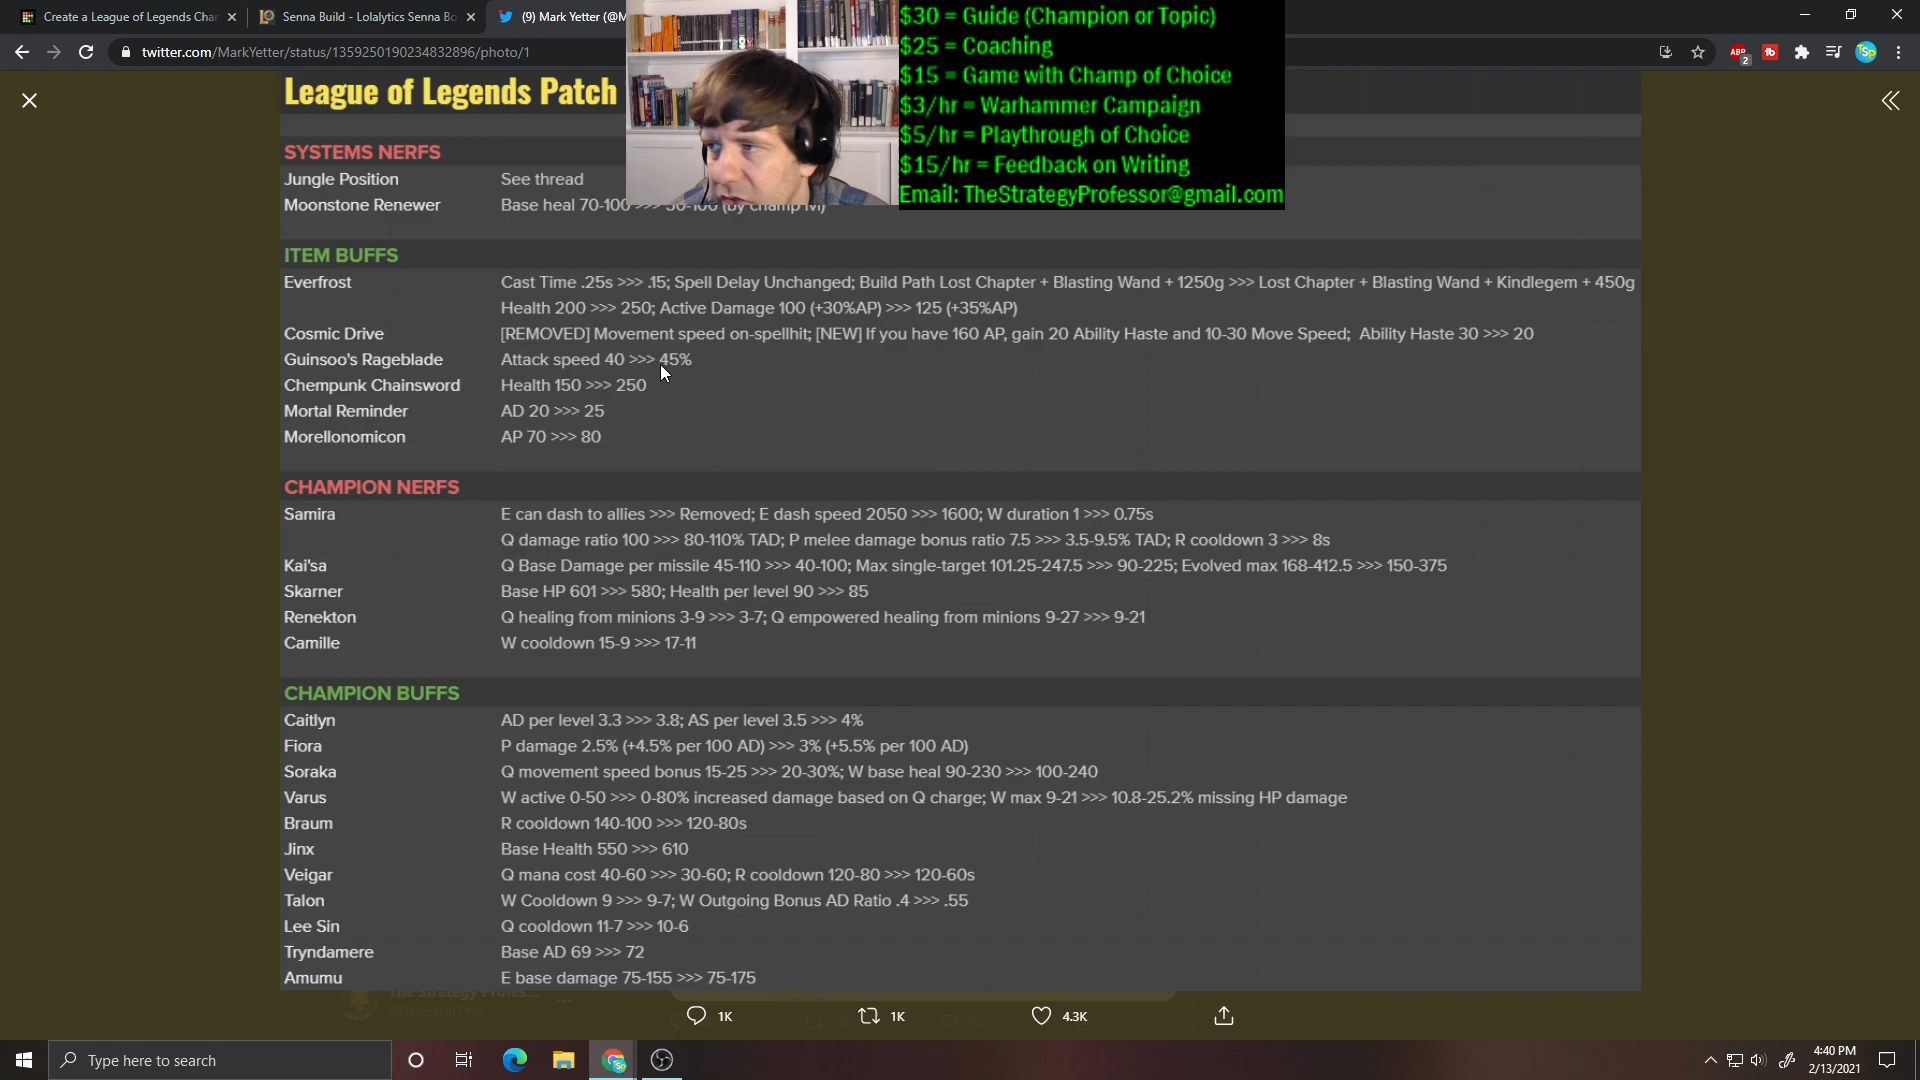 Create a League of Legends Cha
Senna Build - Lolalytics Senna Bo
(9) Mark Yetter (@M
twitter.com/MarkYetter/status/1359250190234832896/photo/1
ABP
2
$30 = Guide (Champion or Topic)
$25 = Coaching
$15 = Game with Champ of Choice
$3/hr = Warhammer Campaign
$5/hr = Playthrough of Choice
$15/hr = Feedback on Writing
Email: TheStrategyProfessor@gmail.com
League of Legends Patch
SYSTEMS NERFS
Jungle Position See thread
Moonstone Renewer Base heal 70-100 >>> 50-100 (by champ lvl)
ITEM BUFFS
Everfrost Cast Time .25s >>> .15; Spell Delay Unchanged; Build Path Lost Chapter + Blasting Wand + 1250g >>> Lost Chapter + Blasting Wand + Kindlegem + 450g
Health 200 >>> 250; Active Damage 100 (+30%AP) >>> 125 (+35%AP)
Cosmic Drive [REMOVED] Movement speed on-spellhit; [NEW] If you have 160 AP, gain 20 Ability Haste and 10-30 Move Speed; Ability Haste 30 >>> 20
Guinsoo's Rageblade Attack speed 40 >>> 45%
Chempunk Chainsword Health 150 >>> 250
Mortal Reminder AD 20 >>> 25
Morellonomicon AP 70 >>> 80
CHAMPION NERFS
Samira E can dash to allies >>> Removed; E dash speed 2050 >>> 1600; W duration 1 >>> 0.75s
Q damage ratio 100 >>> 80-110% TAD; P melee damage bonus ratio 7.5 >>> 3.5-9.5% TAD; R cooldown 3 >>> 8s
Kai'sa Q Base Damage per missile 45-110 >>> 40-100; Max single-target 101.25-247.5 >>> 90-225; Evolved max 168-412.5 >>> 150-375
Skarner Base HP 601 >>> 580; Health per level 90 >>> 85
Renekton Q healing from minions 3-9 >>> 3-7; Q empowered healing from minions 9-27 >>> 9-21
Camille W cooldown 15-9 >>> 17-11
CHAMPION BUFFS
Caitlyn AD per level 3.3 >>> 3.8; AS per level 3.5 >>> 4%
Fiora P damage 2.5% (+4.5% per 100 AD) >>> 3% (+5.5% per 100 AD)
Soraka Q movement speed bonus 15-25 >>> 20-30%; W base heal 90-230 >>> 100-240
Varus W active 0-50 >>> 0-80% increased damage based on Q charge; W max 9-21 >>> 10.8-25.2% missing HP damage
Braum R cooldown 140-100 >>> 120-80s
Jinx Base Health 550 >>> 610
Veigar Q mana cost 40-60 >>> 30-60; R cooldown 120-80 >>> 120-60s
Talon W Cooldown 9 >>> 9-7; W Outgoing Bonus AD Ratio .4 >>> .55
Lee Sin Q cooldown 11-7 >>> 10-6
Tryndamere Base AD 69 >>> 72
Amumu E base damage 75-155 >>> 75-175
The Strategy Profes...
@TheStratProf
1K
1K
4.3K
Type here to search
4:40 PM
2/13/2021